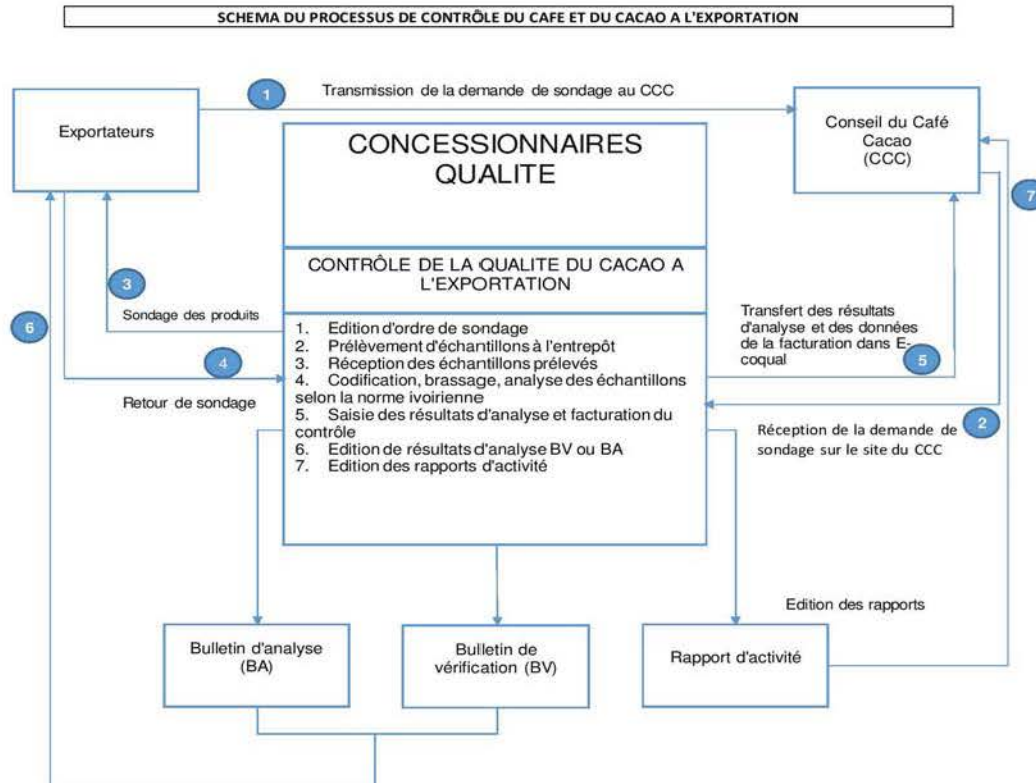 SCHEMA DU PROCESSUS DE CONTRÔLE DU CAFE ET DU CACAO A L'EXPORTATION
1
Transmission de la demande de sondage au CCC
Exportateurs
Conseil du Café
Cacao
(CCC)
CONCESSIONNAIRES
QUALITE
7
CONTRÔLE DE LA QUALITE DU CACAO A
L'EXPORTATION
3
Sondage des produits
6
4
Retour de sondage
1. Edition d'ordre de sondage
2. Prélèvement d'échantillons à l'entrepôt
3. Réception des échantillons prélevés
4. Codification, brassage, analyse des échantillons
selon la norme ivoirienne
5. Saisie des résultats d'analyse et facturation du
contrôle
6. Edition de résultats d'analyse BV ou BA
7. Edition des rapports d'activité
Transfert des résultats
d'analyse et des données
de la facturation dans E-
coqual
5
2
Réception de la demande de
sondage sur le site du CCC
Edition des rapports
Bulletin d'analyse
(BA)
Bulletin de
vérification (BV)
Rapport d'activité